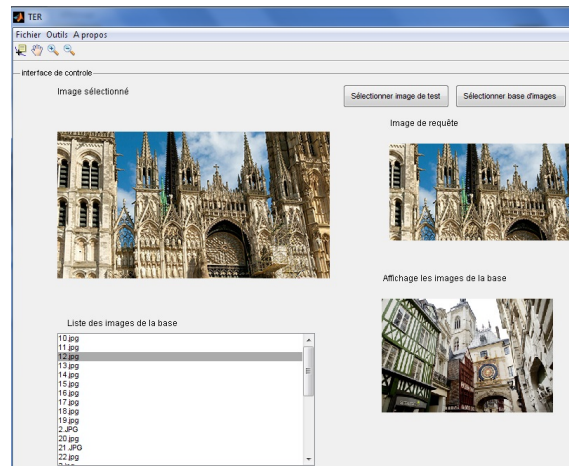 TER
Fichier Outils A propos
interface de controle
Image sélectionné
Sélectionner image de test
Sélectionner base d'images
Image de requête
Affichage les images de la base
Liste des images de la base
10.jpg
11.jpg
12.jpg
13.jpg
14.jpg
15.jpg
16.jpg
17.jpg
18.jpg
19.jpg
2.JPG
20.jpg
21.JPG
22.jpg